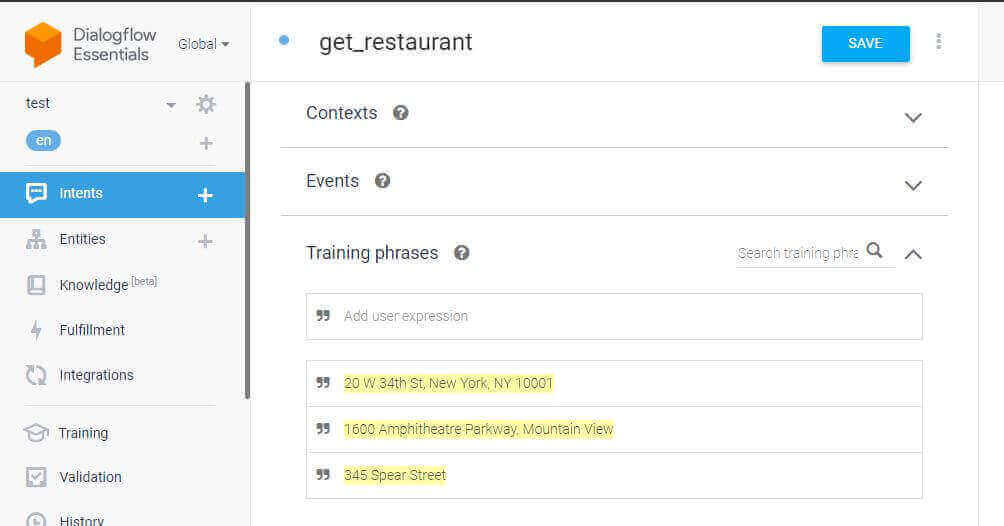 Dialogflow
Essentials
Global
get_restaurant
SAVE
test
en
Intents
Entities
Knowledge [beta]
Fulfillment
Integrations
Training
Validation
History
Contexts
Events
Training phrases
Search training phra
Add user expression
20 W 34th St, New York, NY 10001
1600 Amphitheatre Parkway, Mountain View
345 Spear Street